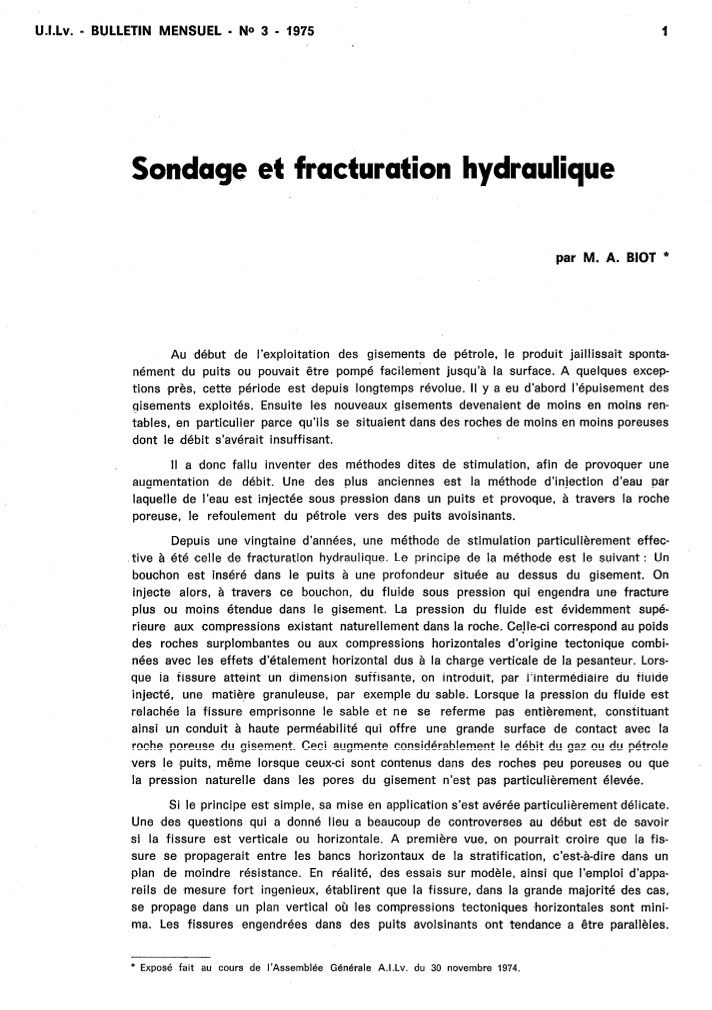 U.I.Lv. - BULLETIN MENSUEL - Nº 3 - 1975 1
Sondage et fracturation hydraulique
par M. A. BIOT *
Au début de l'exploitation des gisements de pétrole, le produit jaillissait sponta-
nément du puits ou pouvait être pompé facilement jusqu'à la surface. A quelques excep-
tions près, cette période est depuis longtemps révolue. Il y a eu d'abord l'épuisement des
gisements exploités. Ensuite les nouveaux gisements devenaient de moins en moins ren-
tables, en particulier parce qu'ils se situaient dans des roches de moins en moins poreuses
dont le débit s'avérait insuffisant.
Il a donc fallu inventer des méthodes dites de stimulation, afin de provoquer une
augmentation de débit. Une des plus anciennes est la méthode d'injection d'eau par
laquelle de l'eau est injectée sous pression dans un puits et provoque, à travers la roche
poreuse, le refoulement du pétrole vers des puits avoisinants.
Depuis une vingtaine d'années, une méthode de stimulation particulièrement effec-
tive à été celle de fracturation hydraulique. Le principe de la méthode est le suivant : Un
bouchon est inséré dans le puits à une profondeur située au dessus du gisement. On
injecte alors, à travers ce bouchon, du fluide sous pression qui engendra une fracture
plus ou moins étendue dans le gisement. La pression du fluide est évidemment supé-
rieure aux compressions existant naturellement dans la roche. Celle-ci correspond au poids
des roches surplombantes ou aux compressions horizontales d'origine tectonique combi-
nées avec les effets d'étalement horizontal dus à la charge verticale de la pesanteur. Lors-
que la fissure atteint un dimension suffisante, on introduit, par l'intermédiaire du fluide
injecté, une matière granuleuse, par exemple du sable. Lorsque la pression du fluide est
relachée la fissure emprisonne le sable et ne se referme pas entièrement, constituant
ainsi un conduit à haute perméabilité qui offre une grande surface de contact avec la
roche poreuse du gisement. Ceci augmente considérablement le débit du gaz ou du pétrole
vers le puits, même lorsque ceux-ci sont contenus dans des roches peu poreuses ou que
la pression naturelle dans les pores du gisement n'est pas particulièrement élevée.
Si le principe est simple, sa mise en application s'est avérée particulièrement délicate.
Une des questions qui a donné lieu a beaucoup de controverses au début est de savoir
si la fissure est verticale ou horizontale. A première vue, on pourrait croire que la fis-
sure se propagerait entre les bancs horizontaux de la stratification, c'est-à-dire dans un
plan de moindre résistance. En réalité, des essais sur modèle, ainsi que l'emploi d'appa-
reils de mesure fort ingenieux, établirent que la fissure, dans la grande majorité des cas,
se propage dans un plan vertical où les compressions tectoniques horizontales sont mini-
ma. Les fissures engendrées dans des puits avoisinants ont tendance a être parallèles.
* Exposé fait au cours de l'Assemblée Générale A.I.Lv. du 30 novembre 1974.